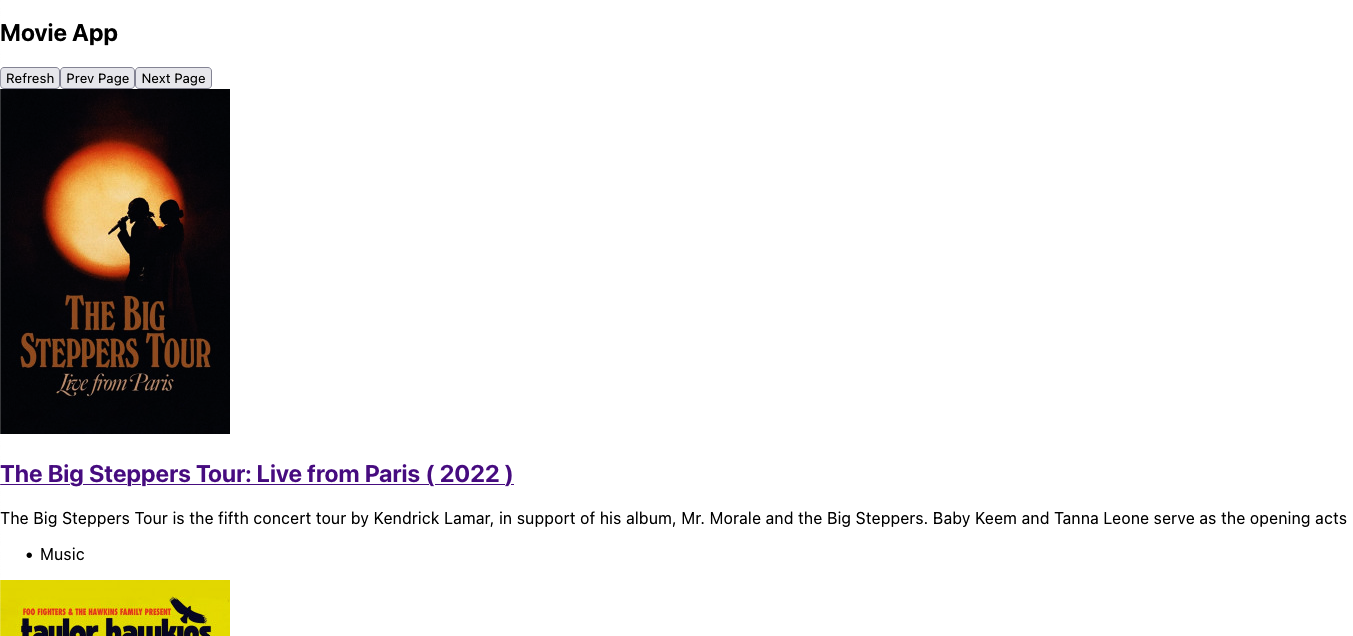 Movie App
Refresh Prev Page Next Page
THE BIG
STEPPERS TOUR
Live from Paris
The Big Steppers Tour: Live from Paris ( 2022 )
The Big Steppers Tour is the fifth concert tour by Kendrick Lamar, in support of his album, Mr. Morale and the Big Steppers. Baby Keem and Tanna Leone serve as the opening acts
• Music
FOO FIGHTERS & THE HAWKINS FAMILY PRESENT
taylor hawkins